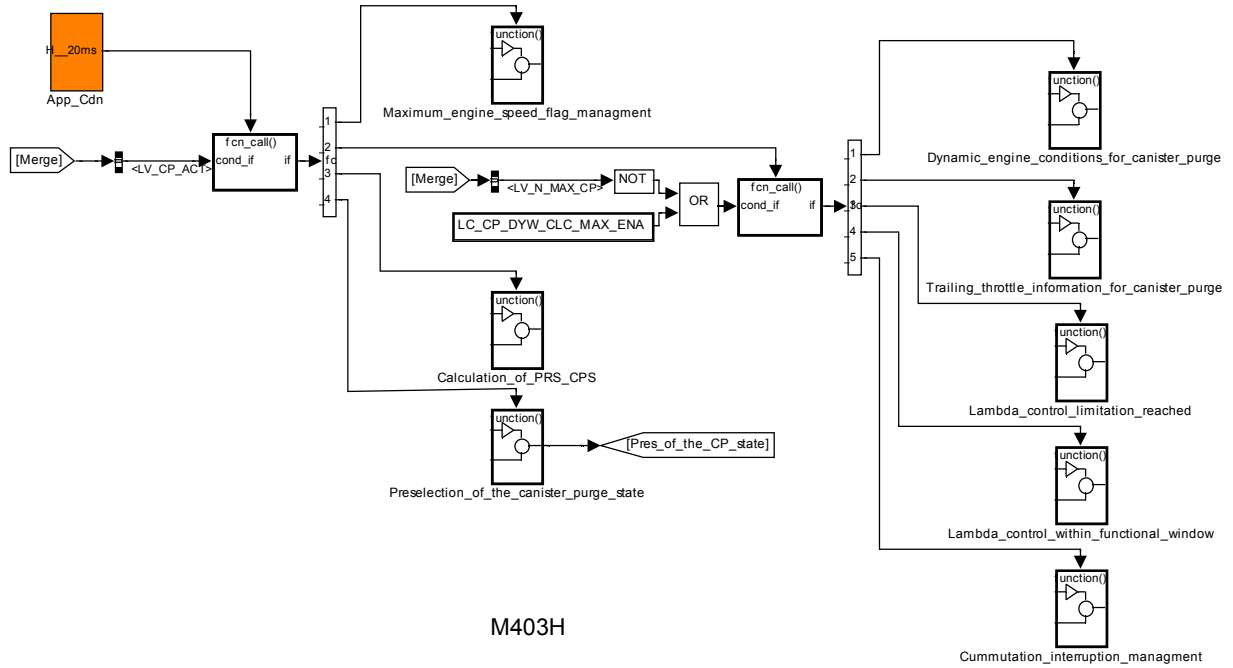 H__20ms
App_Cdn
[Merge]
<LV_CP_ACT>
fcn_call()
cond_if
if
fc
1
2
3
4
unction()
Maximum_engine_speed_flag_managment
[Merge]
<LV_N_MAX_CP>
NOT
OR
LC_CP_DYW_CLC_MAX_ENA
fcn_call()
cond_if
if
1
2
4
5
unction()
Calculation_of_PRS_CPS
unction()
Preselection_of_the_canister_purge_state
[Pres_of_the_CP_state]
unction()
Dynamic_engine_conditions_for_canister_purge
unction()
Trailing_throttle_information_for_canister_purge
unction()
Lambda_control_limitation_reached
unction()
Lambda_control_within_functional_window
unction()
Cummutation_interruption_managment
M403H